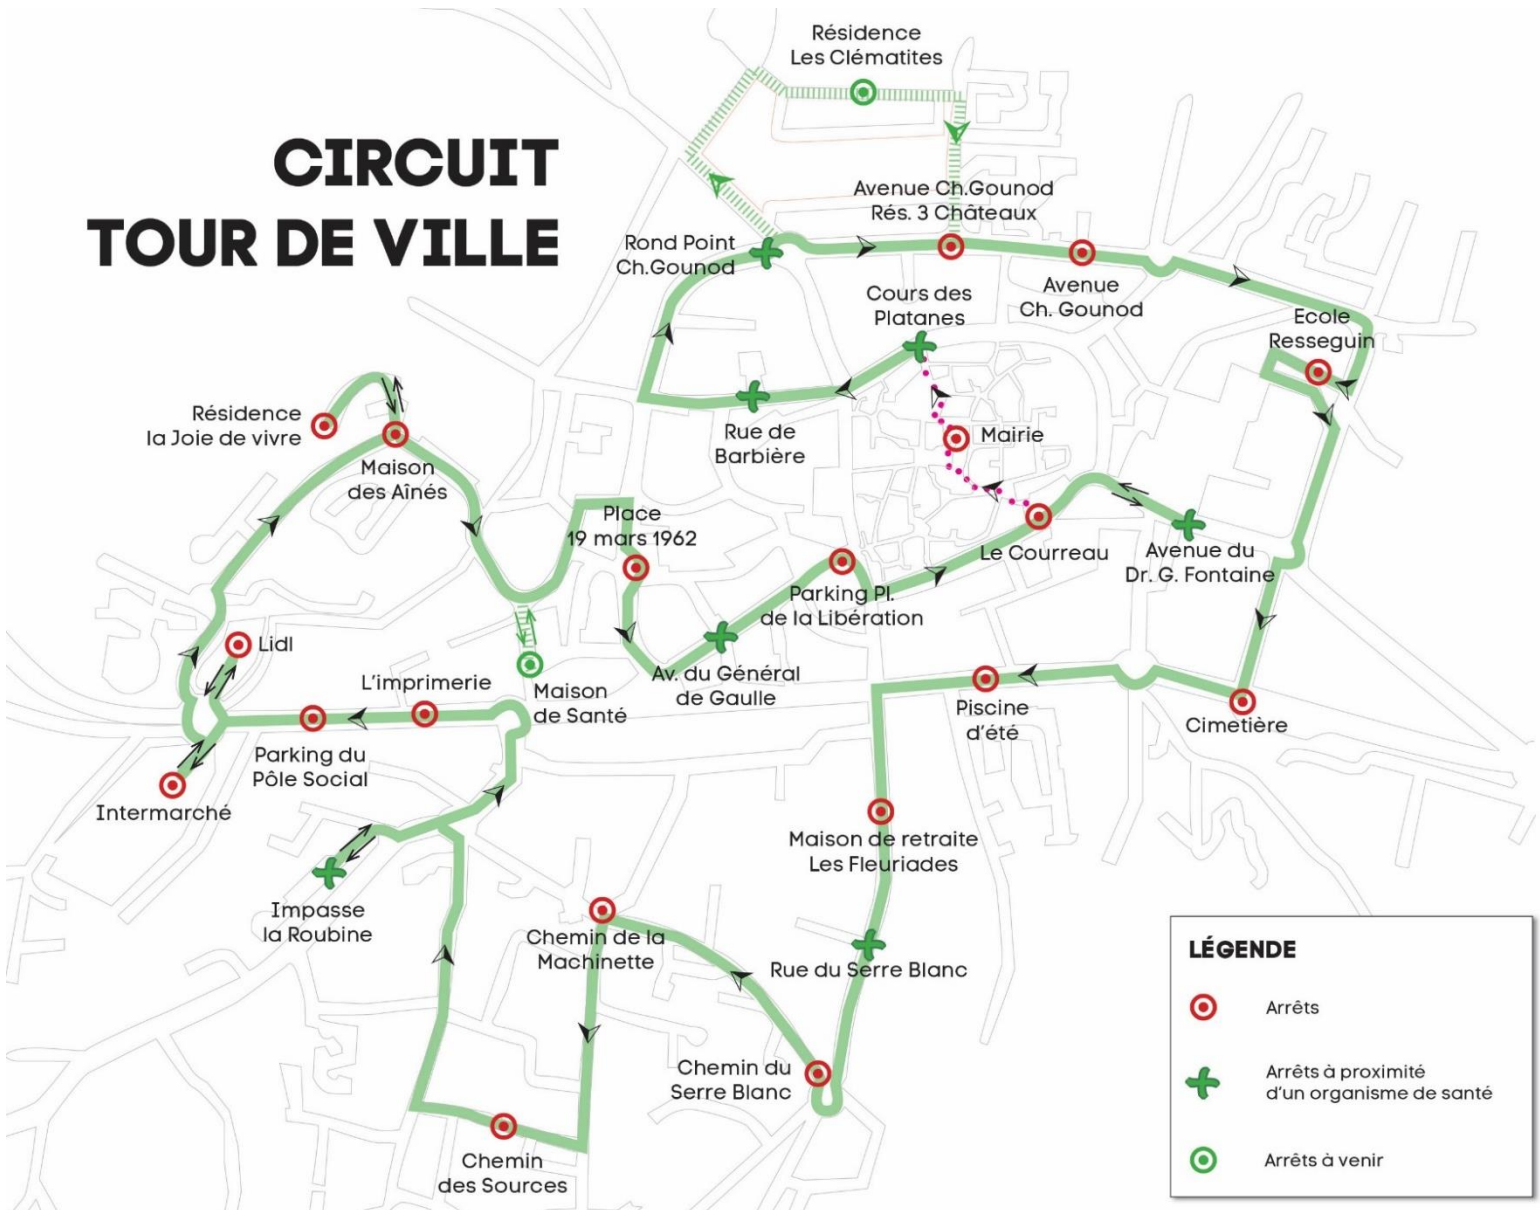 CIRCUIT
TOUR DE VILLE
Résidence
Les Clématites
Avenue Ch.Gounod
Rés. 3 Châteaux
Rond Point
Ch.Gounod
Avenue
Ch. Gounod
Cours des
Platanes
Ecole
Resseguin
Résidence
la Joie de vivre
Maison
des Aînés
Rue de
Barbière
Mairie
Place
19 mars 1962
Le Courreau
Avenue du
Dr. G. Fontaine
Parking Pl.
de la Libération
Lidl
L'imprimerie
Maison
de Santé
Av. du Général
de Gaulle
Piscine
d'été
Cimetière
Parking du
Pôle Social
Intermarché
Maison de retraite
Les Fleuriades
Impasse
la Roubine
Chemin de la
Machinette
Rue du Serre Blanc
Chemin du
Serre Blanc
Chemin
des Sources
LÉGENDE
Arrêts
Arrêts à proximité
d'un organisme de santé
Arrêts à venir